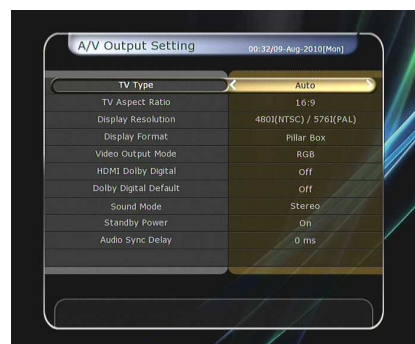 A/V Output Setting 00:32/09-Aug-2010[Mon]
TV Type Auto
TV Aspect Ratio 16:9
Display Resolution 480I(NTSC) / 576I(PAL)
Display Format Pillar Box
Video Output Mode RGB
HDMI Dolby Digital Off
Dolby Digital Default Off
Sound Mode Stereo
Standby Power On
Audio Sync Delay 0 ms